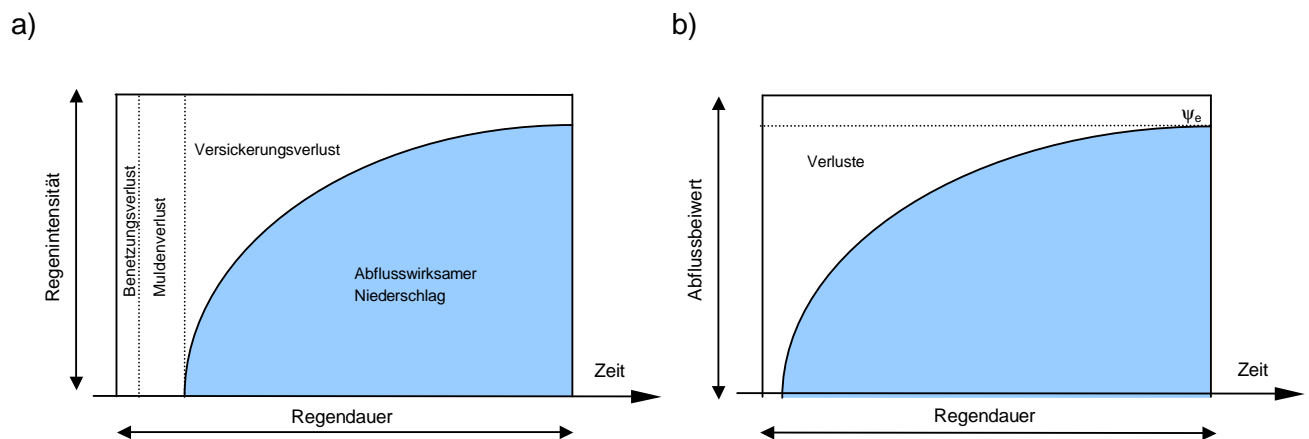 a)
Regenintensität
Benetzungsverlust
Muldenverlust
Versickerungsverlust
Abflusswirksamer
Niederschlag
Zeit
Regendauer
b)
Abflussbeiwert
Verluste
ψe
Zeit
Regendauer